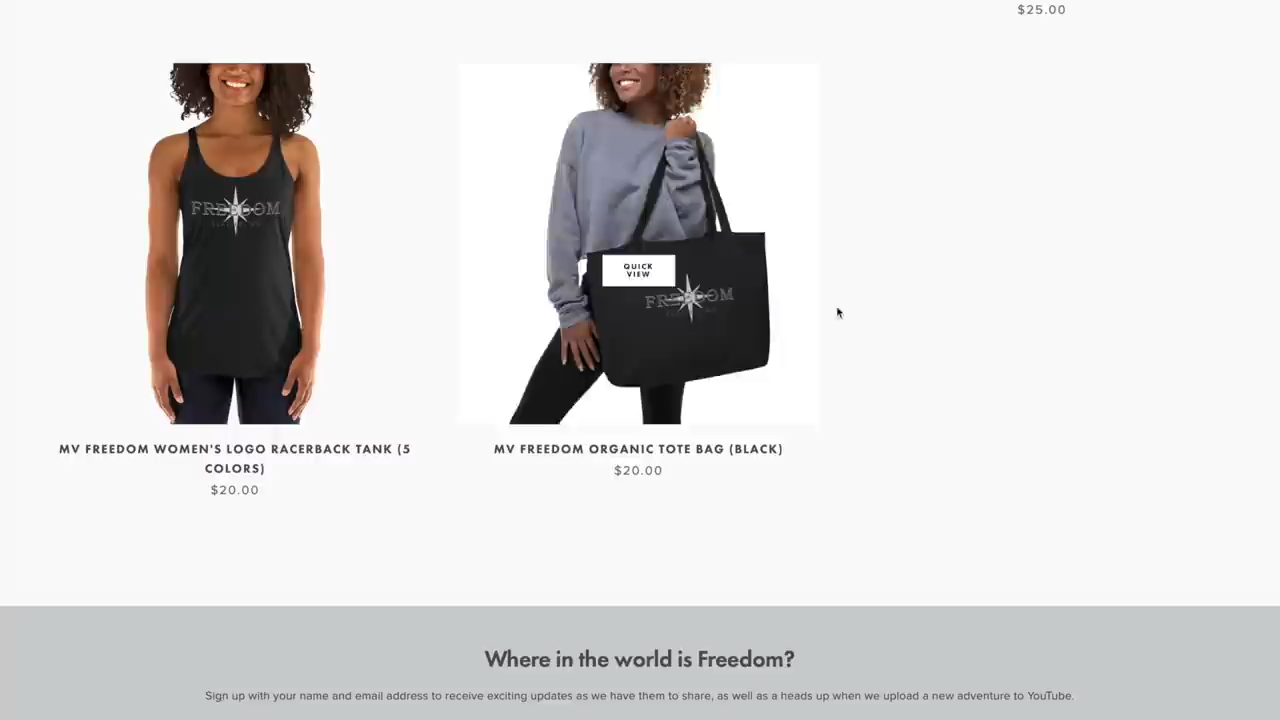 $25.00
FREEDOM
QUICK
VIEW
FREEDOM
MV FREEDOM WOMEN'S LOGO RACERBACK TANK (5
COLORS)
$20.00
MV FREEDOM ORGANIC TOTE BAG (BLACK)
$20.00
Where in the world is Freedom?
Sign up with your name and email address to receive exciting updates as we have them to share, as well as a heads up when we upload a new adventure to YouTube.